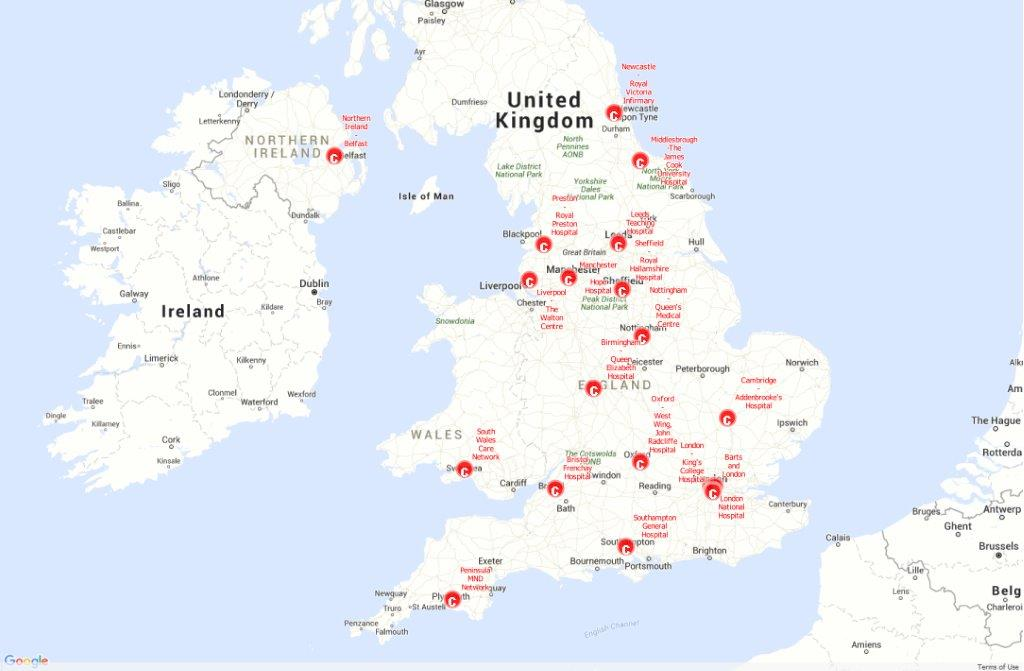 Glasgow
Paisley
Ayr
Newcastle
-
Royal
Victoria
Infirmary
Londonderry /
Derry
Letterkenny
Dumfries
United
Kingdom
upon Tyne
Durham
Northern
Ireland
-
Belfast
NORTHERN
IRELAND
Middlesbrough
-The
James
Cook
University
Hospital
North
Pennines
AONB
Lake District
National Park
National Park
Yorkshire
Dales
Sligo
Isle of Man
Scarborough
Ballina
Preston
-
Royal
Preston
Hospital
Leeds
Teaching
Hospital
Dundalk
Castlebar
Blackpool
Leeds
Hull
Westport
Great Britain
Sheffield
-
Royal
Hallamshire
Hospital
Athlone
Manchester
Manchester
-
Hope
Hospital
Sheffield
Dublin
Liverpool
Liverpool
-
The
Walton
Centre
Peak District
National Park
Nottingham
-
Queen's
Medical
Centre
Galway
Bray
Chester
Kildare
Ireland
Snowdonia
Nottingham
Ennis
Birmingham
-
Queen
Elizabeth
Hospital
Limerick
Kilkenny
Peterborough
Norwich
ENGLAND
Cambridge
-
Addenbrooke's
Hospital
Clonmel
Wexford
Tralee
Waterford
Oxford
-
West
Wing,
John
Radcliffe
Hospital
Dingle
Killarney
Ipswich
The Hague
WALES
South
Wales
Care
Network
Cork
London
-
King's
College
Hospital
Barts
and
London
Rotterda
Kinsale
The Cotswolds
AONB
Bristol
-
Frenchay
Hospital
Swindon
Cardiff
Reading
London
National
Hospital
Bath
Canterbury
Bruges
Antwerp
Southampton
General
Hospital
Ghent
Calais
Southampton
Brighton
Brussels
Exeter
Bournemouth
Portsmouth
Peninsula
MND
Network
Lille
Newquay
Plymouth
Lens
Belg
Truro
St Austell
Charleroi
Penzance
Falmouth
English Channel
Amiens
Google
Terms of Use